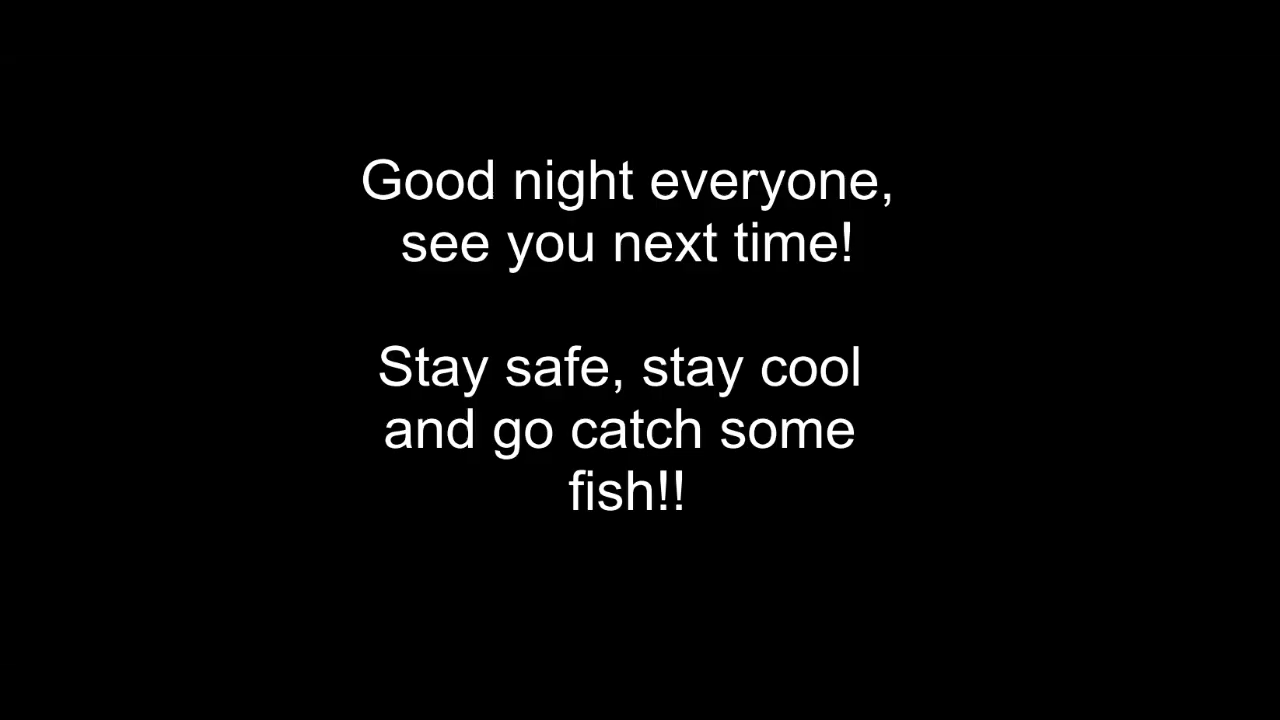 Good night everyone,
see you next time!
Stay safe, stay cool
and go catch some
fish!!